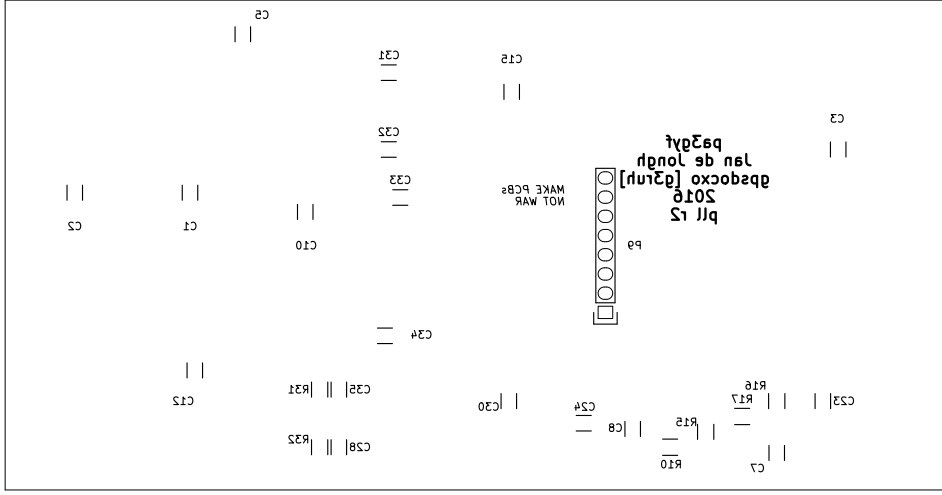 C5
C31
C15
C3
C32
pa3gyf
Jan de Jongh
gpsdocxo [g3ruh]
2016
pll r2
C33
MAKE PCBs
NOT WAR
C2
C1
C10
P9
C34
C12
R31
C35
C30
C24
R16
R17
C23
C8
R15
R32
C28
R10
C7